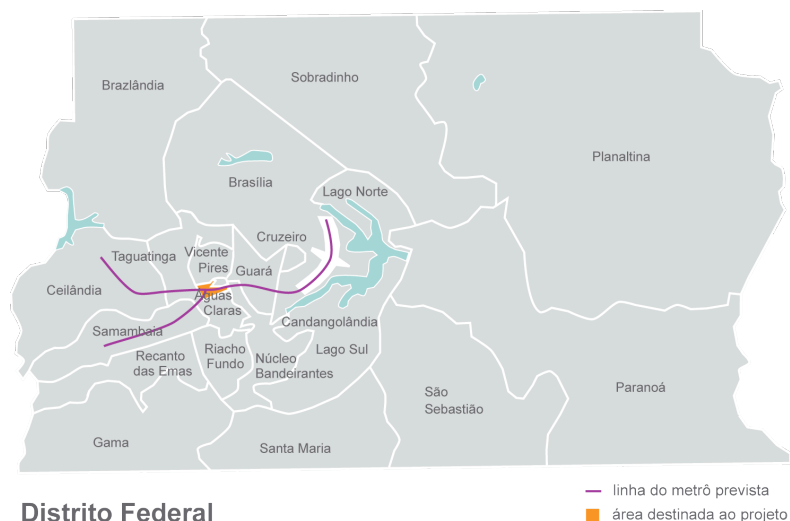 Sobradinho
Brazlândia
Planaltina
Brasília
Lago Norte
Cruzeiro
Vicente
Pires
Taguatinga
Guará
Ceilândia
Águas
Claras
Candangolândia
Samambaia
Lago Sul
Riacho
Fundo
Recanto
das Emas
Núcleo
Bandeirantes
Paranoá
São
Sebastião
Gama
Santa Maria
linha do metrô prevista
área destinada ao projeto
Distrito Federal